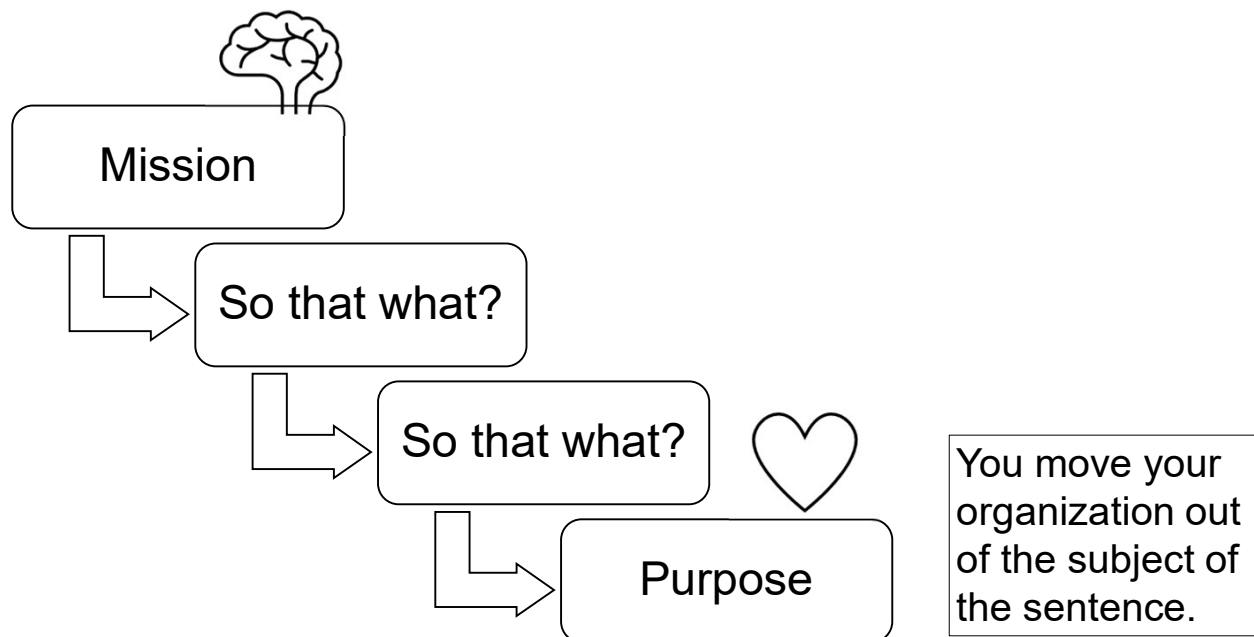 Mission
So that what?
So that what?
Purpose
You move your
organization out
of the subject of
the sentence.